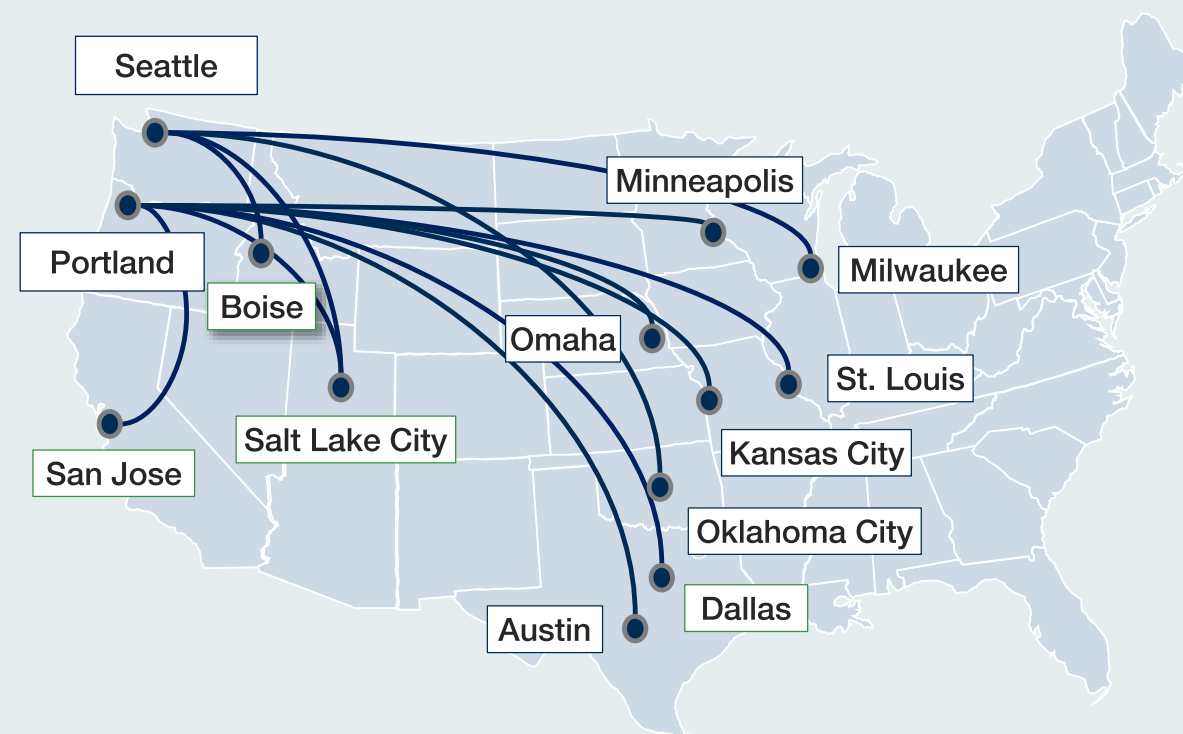 Seattle
Minneapolis
Portland
Milwaukee
Boise
Omaha
St. Louis
Salt Lake City
Kansas City
San Jose
Oklahoma City
Dallas
Austin